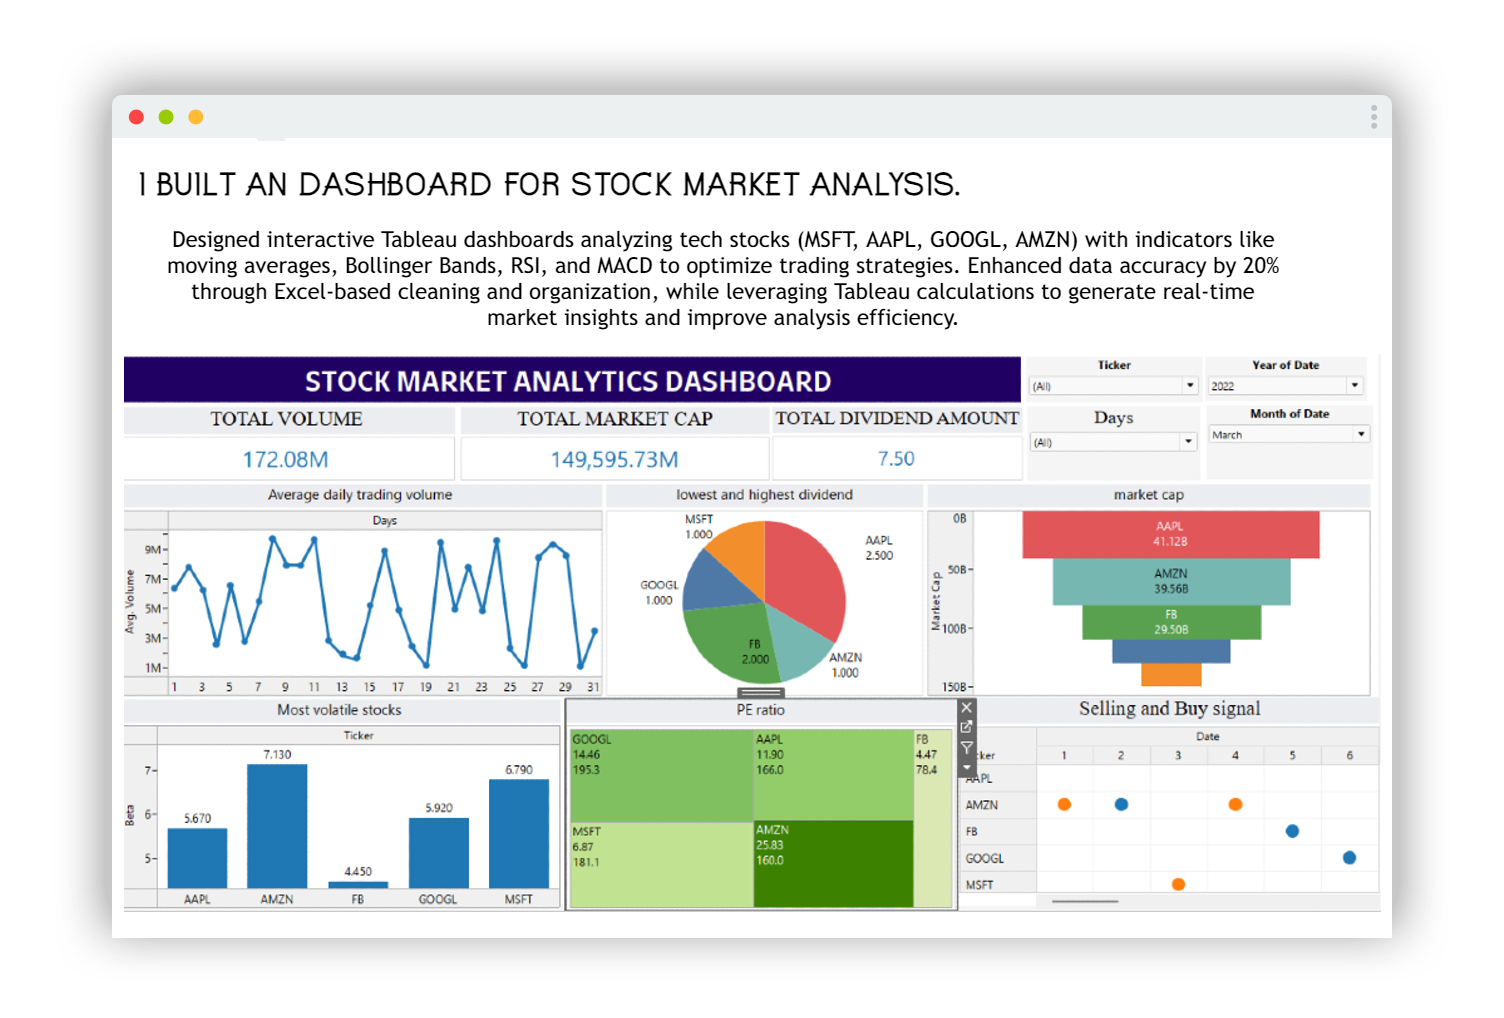 I BUILT AN DASHBOARD FOR STOCK MARKET ANALYSIS.
Designed interactive Tableau dashboards analyzing tech stocks (MSFT, AAPL, GOOGL, AMZN) with indicators like
moving averages, Bollinger Bands, RSI, and MACD to optimize trading strategies. Enhanced data accuracy by 20%
through Excel-based cleaning and organization, while leveraging Tableau calculations to generate real-time
market insights and improve analysis efficiency.
STOCK MARKET ANALYTICS DASHBOARD
Ticker
(All)
Year of Date
2022
TOTAL VOLUME
172.08M
TOTAL MARKET CAP
149,595.73M
TOTAL DIVIDEND AMOUNT
7.50
Days
(All)
Month of Date
March
Average daily trading volume
Days
Avg. Volume
9M
7M
5M
3M
1M
1 3 5 7 9 11 13 15 17 19 21 23 25 27 29 31
lowest and highest dividend
MSFT
1.000
AAPL
2.500
GOOGL
1.000
FB
2.000
AMZN
1.000
market cap
Market Cap
0B
50B
100B
150B
AAPL
41.12B
AMZN
39.56B
FB
29.50B
Most volatile stocks
Ticker
Beta
7
6
5
5.670
7.130
4.450
5.920
6.790
AAPL AMZN FB GOOGL MSFT
PE ratio
GOOGL
14.46
195.3
AAPL
11.90
166.0
FB
4.47
78.4
MSFT
6.87
181.1
AMZN
25.83
160.0
Selling and Buy signal
Date
cker 1 2 3 4 5 6
AAPL
AMZN
FB
GOOGL
MSFT